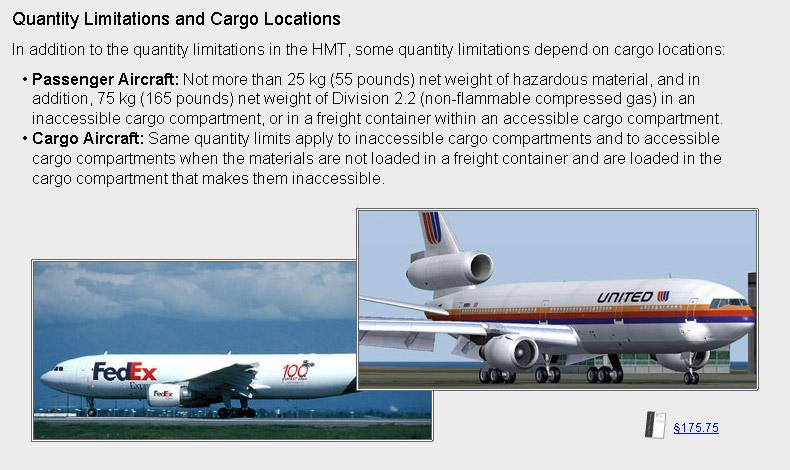 Quantity Limitations and Cargo Locations
In addition to the quantity limitations in the HMT, some quantity limitations depend on cargo locations:
• Passenger Aircraft: Not more than 25 kg (55 pounds) net weight of hazardous material, and in
addition, 75 kg (165 pounds) net weight of Division 2.2 (non-flammable compressed gas) in an
inaccessible cargo compartment, or in a freight container within an accessible cargo compartment.
• Cargo Aircraft: Same quantity limits apply to inaccessible cargo compartments and to accessible
cargo compartments when the materials are not loaded in a freight container and are loaded in the
cargo compartment that makes them inaccessible.
UNITED
FedEx
100
FedEx
§175.75